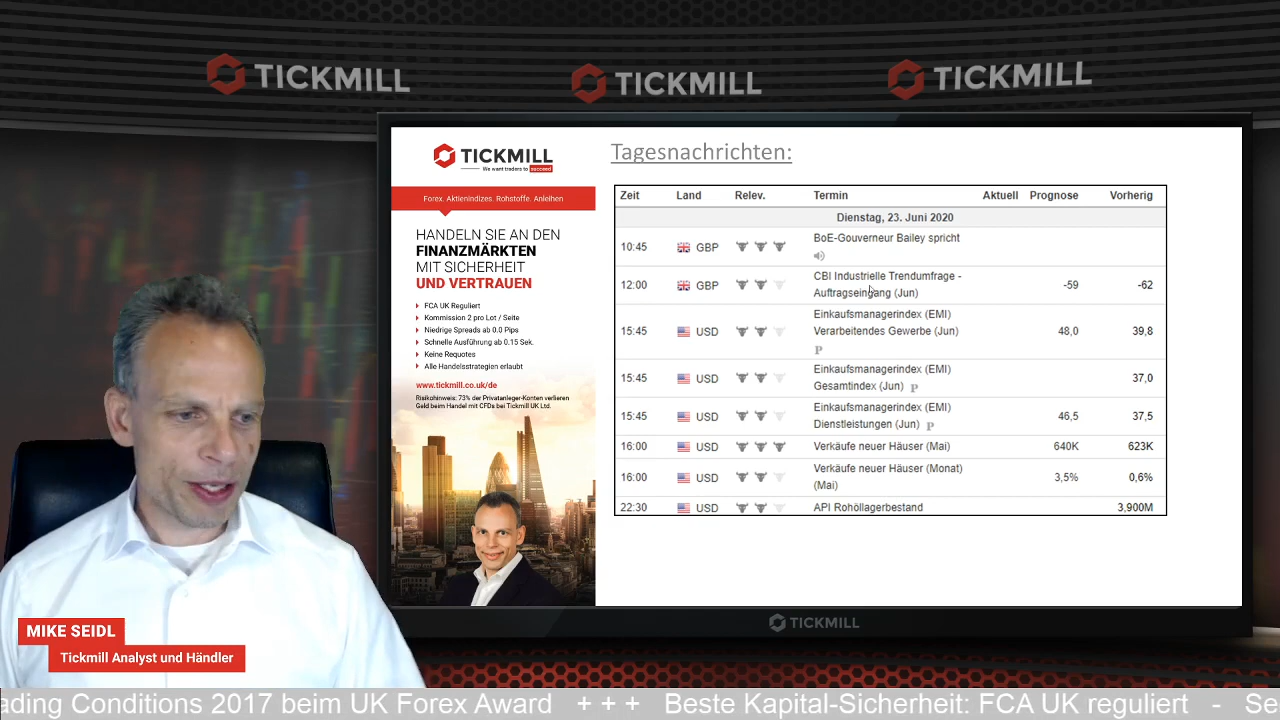 TICKMILL
TICKMILL
TICKMILL
TICKMILL
We want traders to succeed
Forex. Aktienindizes. Rohstoffe. Anleihen
HANDELN SIE AN DEN
FINANZMÄRKTEN
MIT SICHERHEIT
UND VERTRAUEN
FCA UK Reguliert
Kommission 2 pro Lot / Seite
Niedrige Spreads ab 0.0 Pips
Schnelle Ausführung ab 0.15 Sek.
Keine Requotes
Alle Handelsstrategien erlaubt
www.tickmill.co.uk/de
Risikohinweis: 73% der Privatanleger-Konten verlieren
Geld beim Handel mit CFDs bei Tickmill UK Ltd.
Tagesnachrichten:
Zeit Land Relev. Termin Aktuell Prognose Vorherig
Dienstag, 23. Juni 2020
10:45 GBP BoE-Gouverneur Bailey spricht
12:00 GBP CBI Industrielle Trendumfrage -
Auftragseingang (Jun) -59 -62
Einkaufsmanagerindex (EMI)
15:45 USD Verarbeitendes Gewerbe (Jun) 48,0 39,8
P
15:45 USD Einkaufsmanagerindex (EMI)
Gesamtindex (Jun) P 37,0
15:45 USD Einkaufsmanagerindex (EMI)
Dienstleistungen (Jun) P 46,5 37,5
16:00 USD Verkäufe neuer Häuser (Mai) 640K 623K
16:00 USD Verkäufe neuer Häuser (Monat)
(Mai) 3,5% 0,6%
22:30 USD API Rohöllagerbestand 3,900M
TICKMILL
MIKE SEIDL
Tickmill Analyst und Händler
ading Conditions 2017 beim UK Forex Award + + + Beste Kapital-Sicherheit: FCA UK reguliert - Se